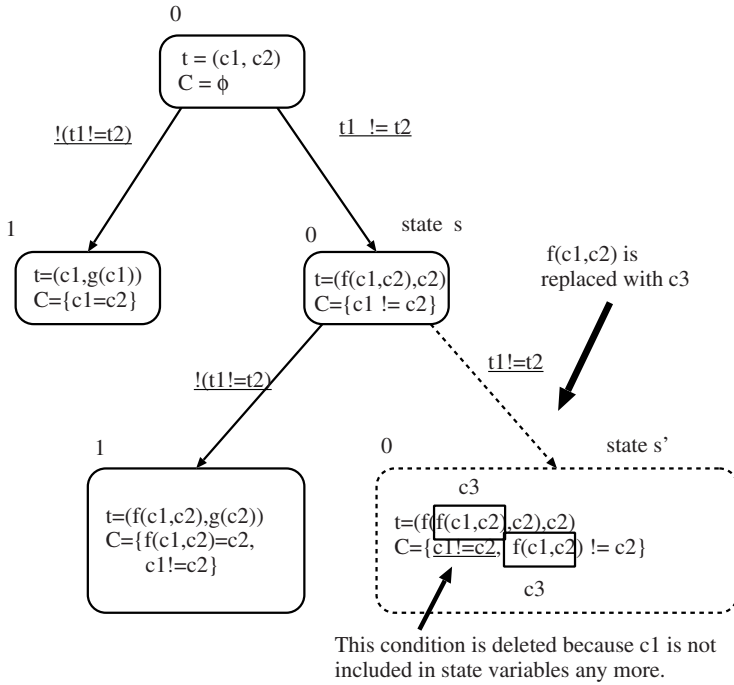 0
t = (c1, c2)
C = ϕ
!(t1!=t2)
t1 != t2
1
0
state s
t=(c1,g(c1))
C={c1=c2}
t=(f(c1,c2),c2)
C={c1 != c2}
f(c1,c2) is
replaced with c3
!(t1!=t2)
t1!=t2
1
0
state s’
t=(f(c1,c2),g(c2))
C={f(c1,c2)=c2,
c1!=c2}
c3
t=(f(f(c1,c2),c2),c2)
C={c1!=c2, f(c1,c2) != c2}
c3
This condition is deleted because c1 is not
included in state variables any more.